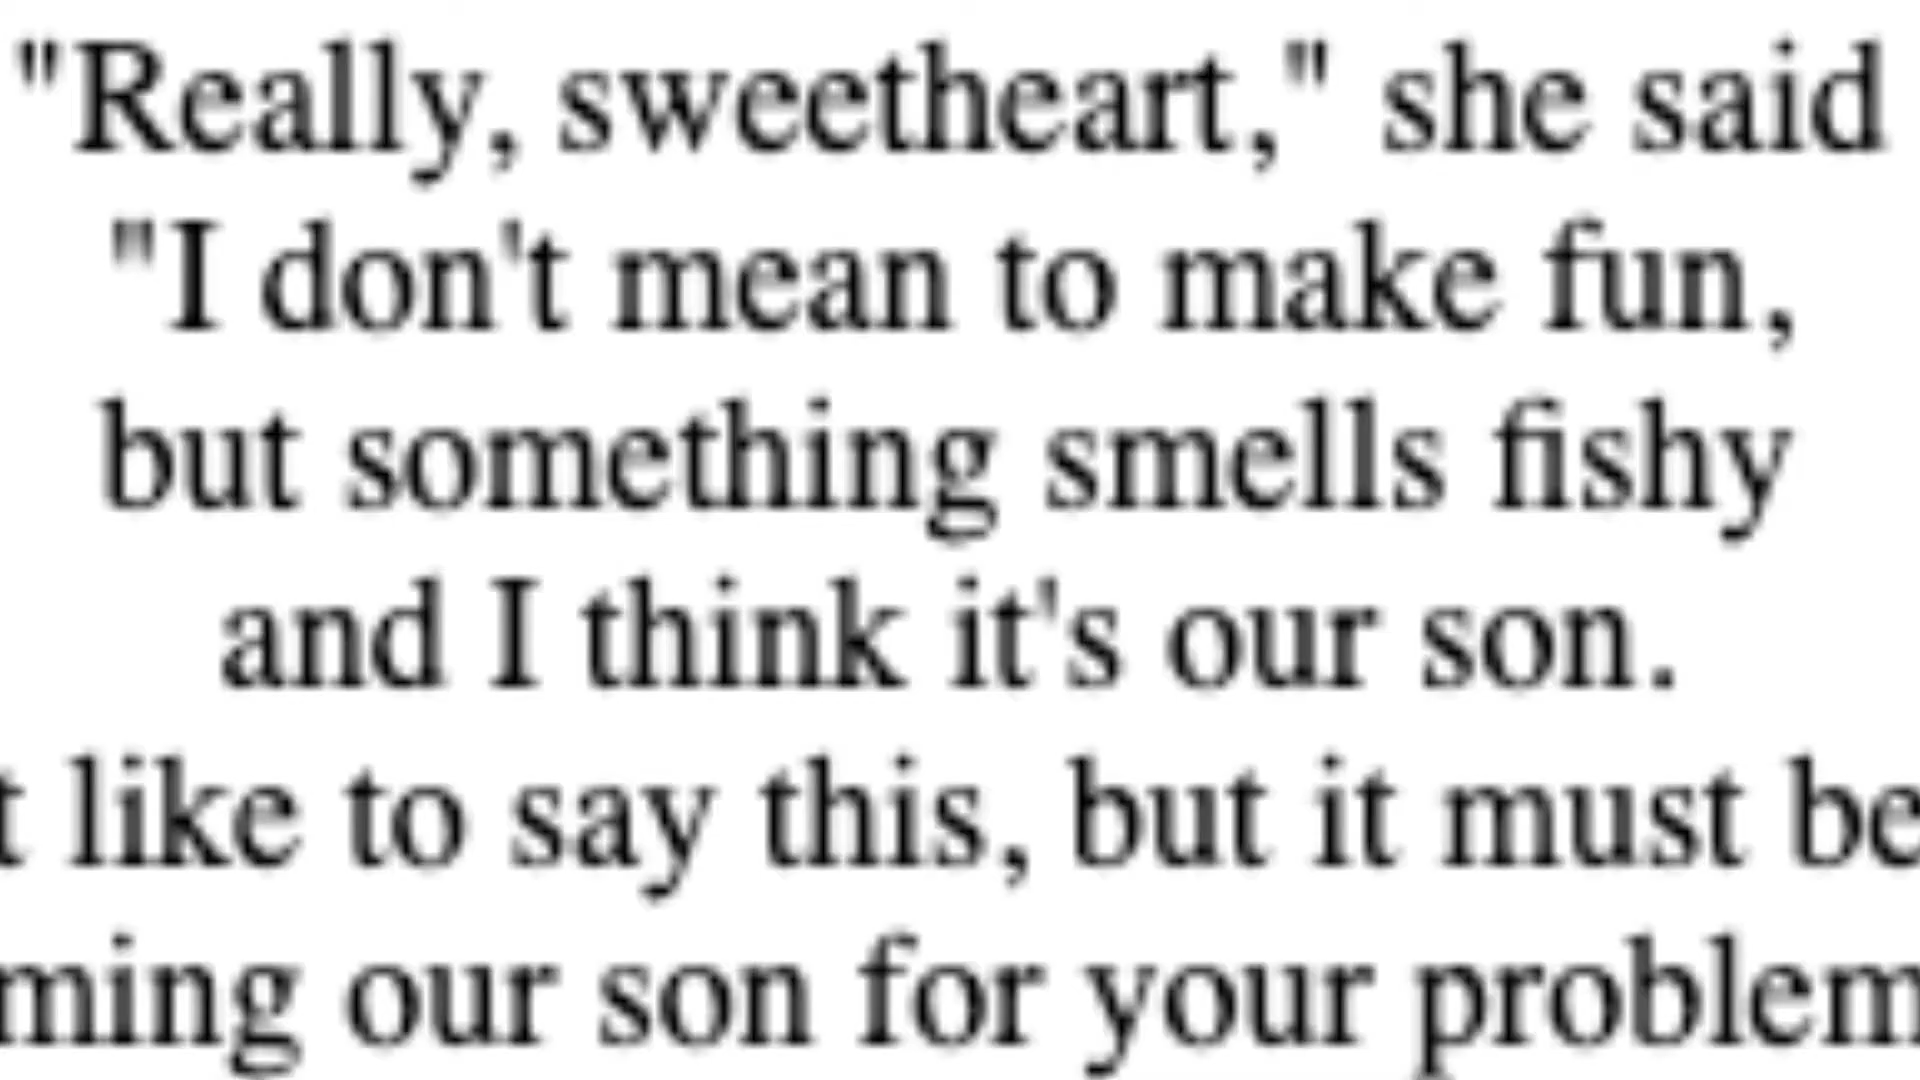 "Really, sweetheart," she said
"I don't mean to make fun,
but something smells fishy
and I think it's our son.
like to say this, but it must be
our son for your problem